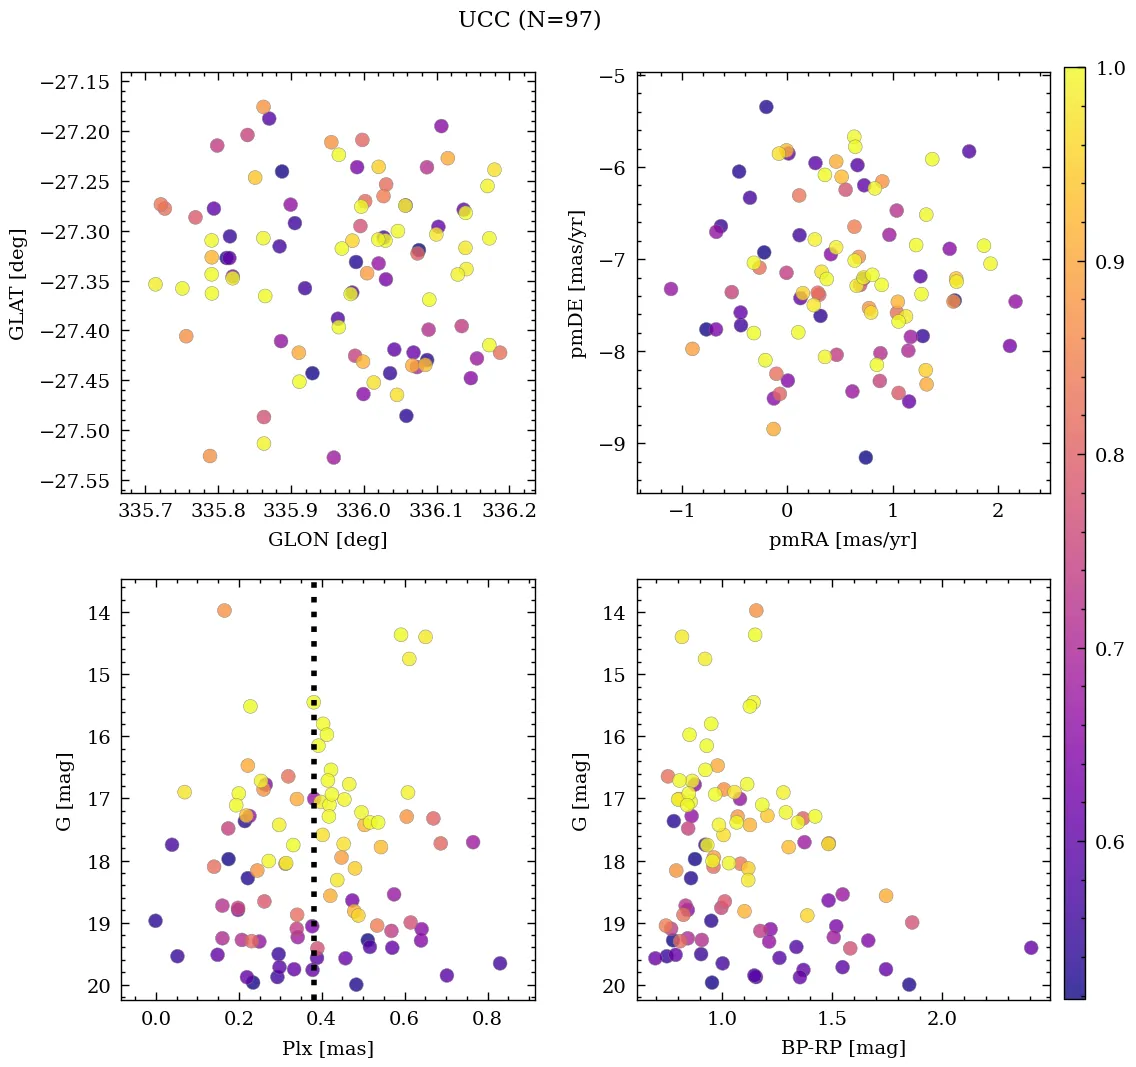 UCC (N=97)
−27.15
−27.20
−27.25
−27.30
−27.35
−27.40
−27.45
−27.50
−27.55
GLAT [deg]
335.7 335.8 335.9 336.0 336.1 336.2
GLON [deg]
−5
−6
−7
−8
−9
pmDE [mas/yr]
−1 0 1 2
pmRA [mas/yr]
14
15
16
17
18
19
20
G [mag]
0.0 0.2 0.4 0.6 0.8
Plx [mas]
14
15
16
17
18
19
20
G [mag]
1.0 1.5 2.0
BP-RP [mag]
1.0
0.9
0.8
0.7
0.6